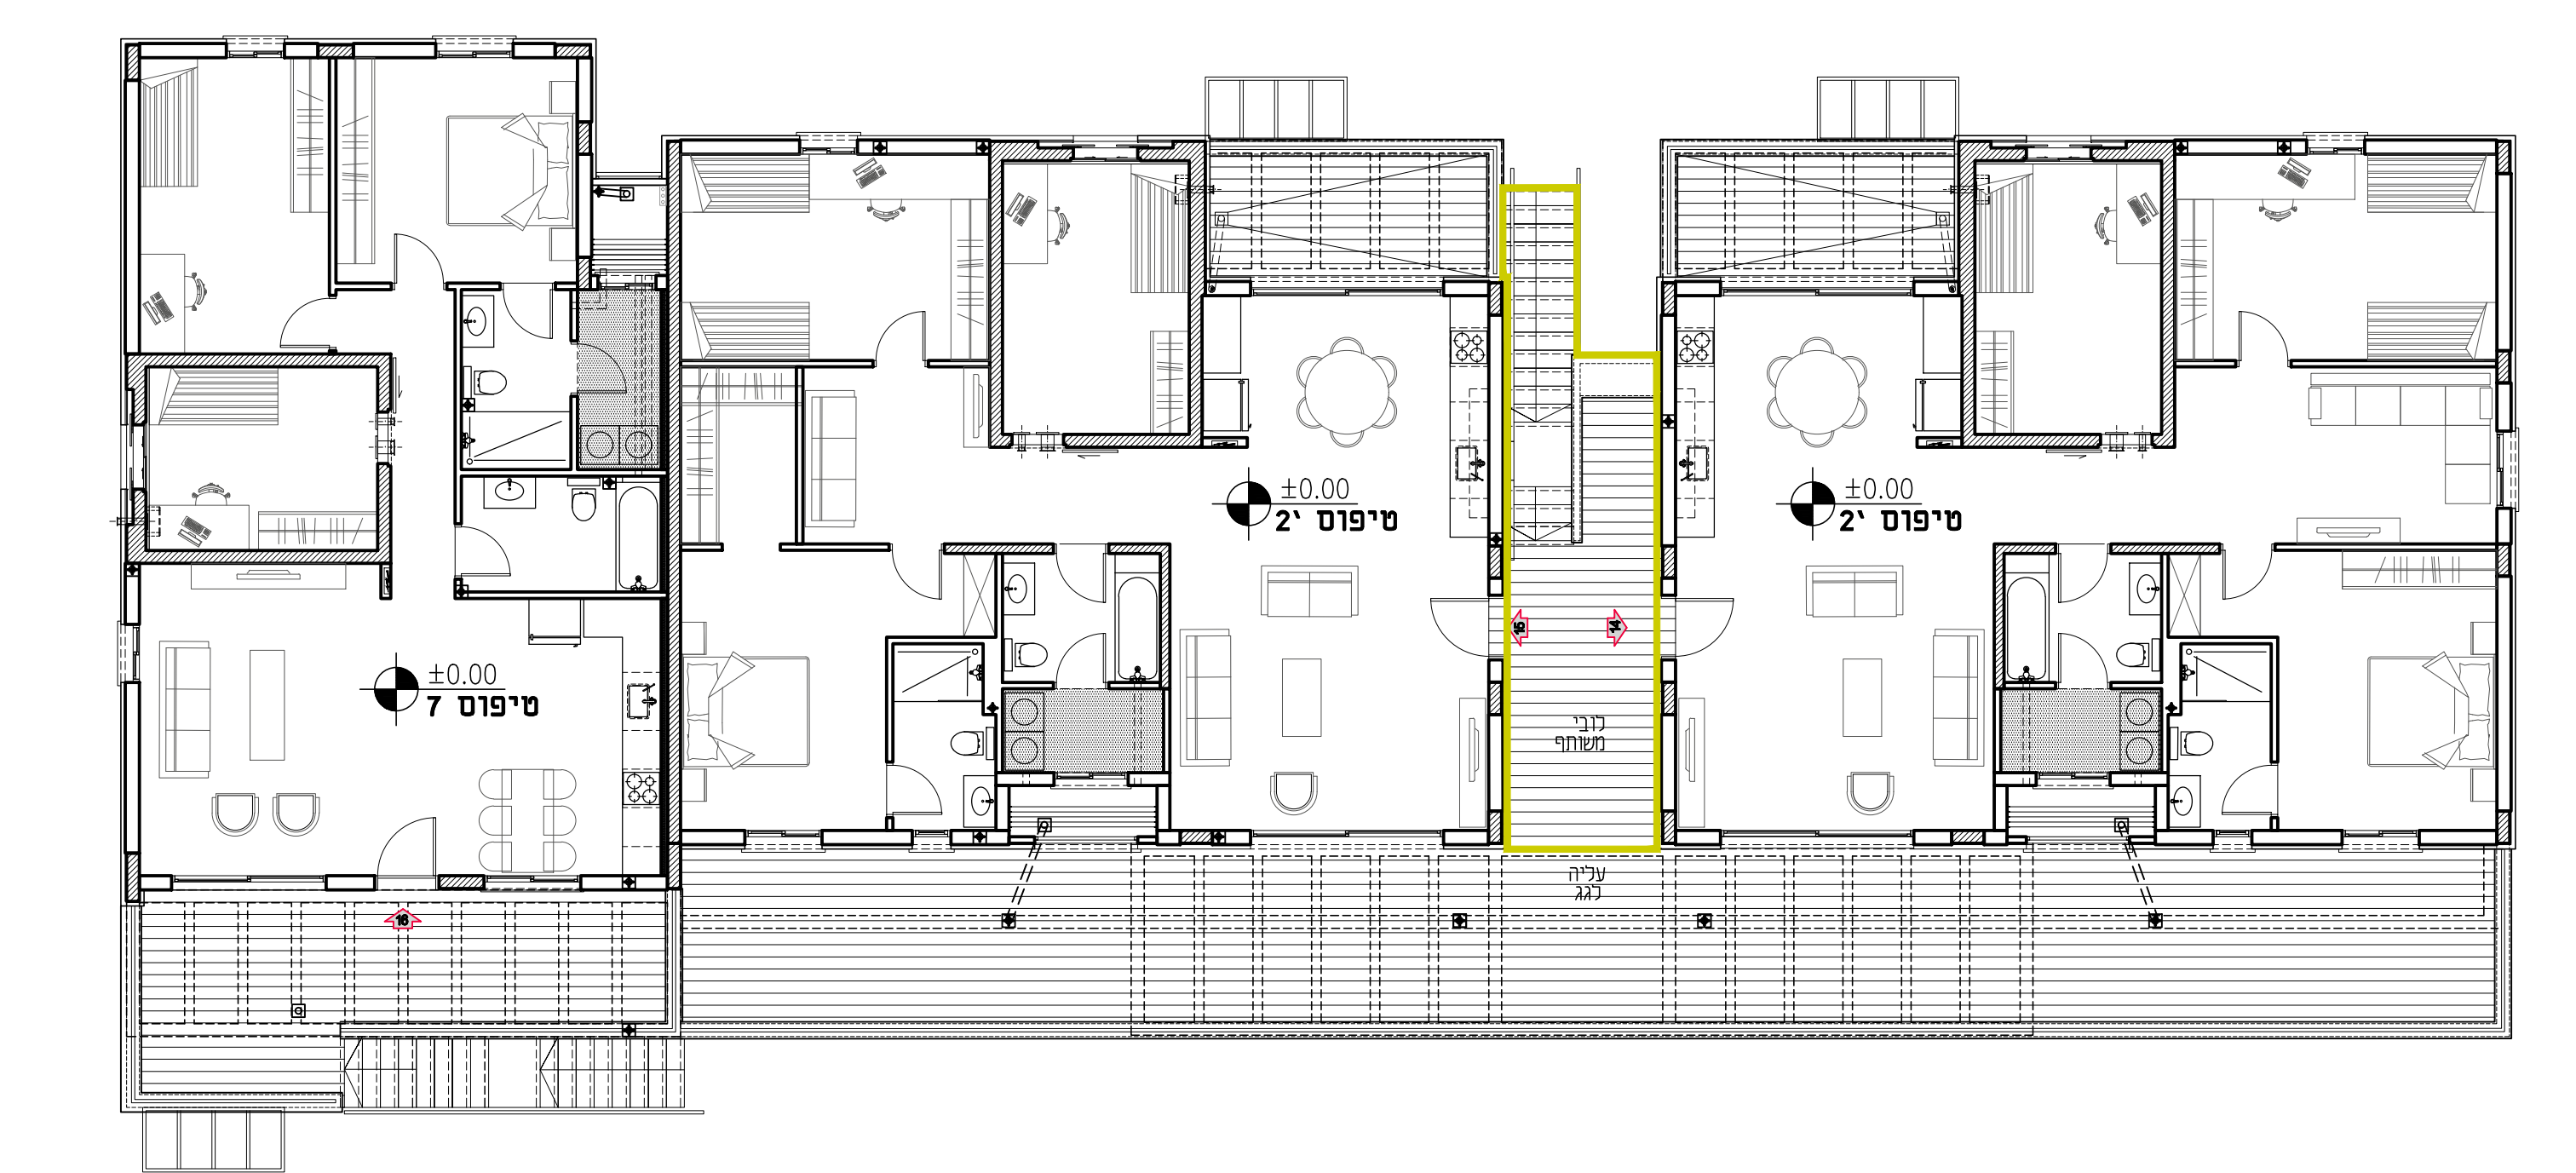 ±0.00
טיפוס 2'
±0.00
טיפוס 2'
15
14
±0.00
טיפוס 7
לובי
משותף
עליה
לגג
16